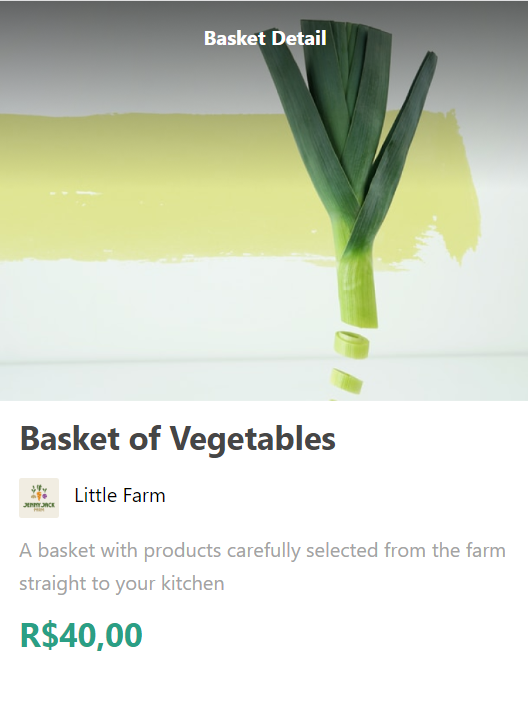 Basket Detail
Basket of Vegetables
JENNY JACK
FARM
Little Farm
A basket with products carefully selected from the farm
straight to your kitchen
R$40,00